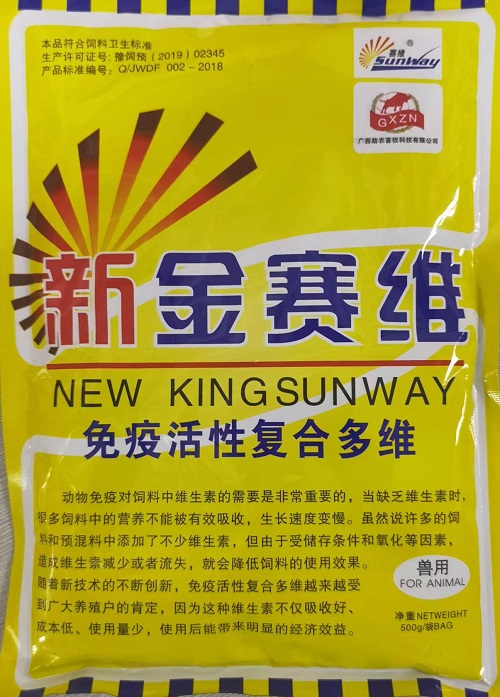 本品符合饲料卫生标准
生产许可证号：豫饲预（2019）02345
产品标准编号：Q/JWDF 002－2018
赛维
SunWay
®
GXZN
广西助农畜牧科技有限公司
新金赛维
NEW KINGSUNWAY
免疫活性复合多维
动物免疫对饲料中维生素的需要是非常重要的，当缺乏维生素时，
很多饲料中的营养不能被有效吸收，生长速度变慢。虽然说许多的饲
料和预混料中添加了不少维生素，但由于受储存条件和氧化等因素，
造成维生素减少或者流失，就会降低饲料的使用效果。
随着新技术的不断创新，免疫活性复合多维越来越受
到广大养殖户的肯定，因为这种维生素不仅吸收好、
成本低、使用量少，使用后能带来明显的经济效益。
兽用
FOR ANIMAL
净重NETWEIGHT
500g/袋BAG